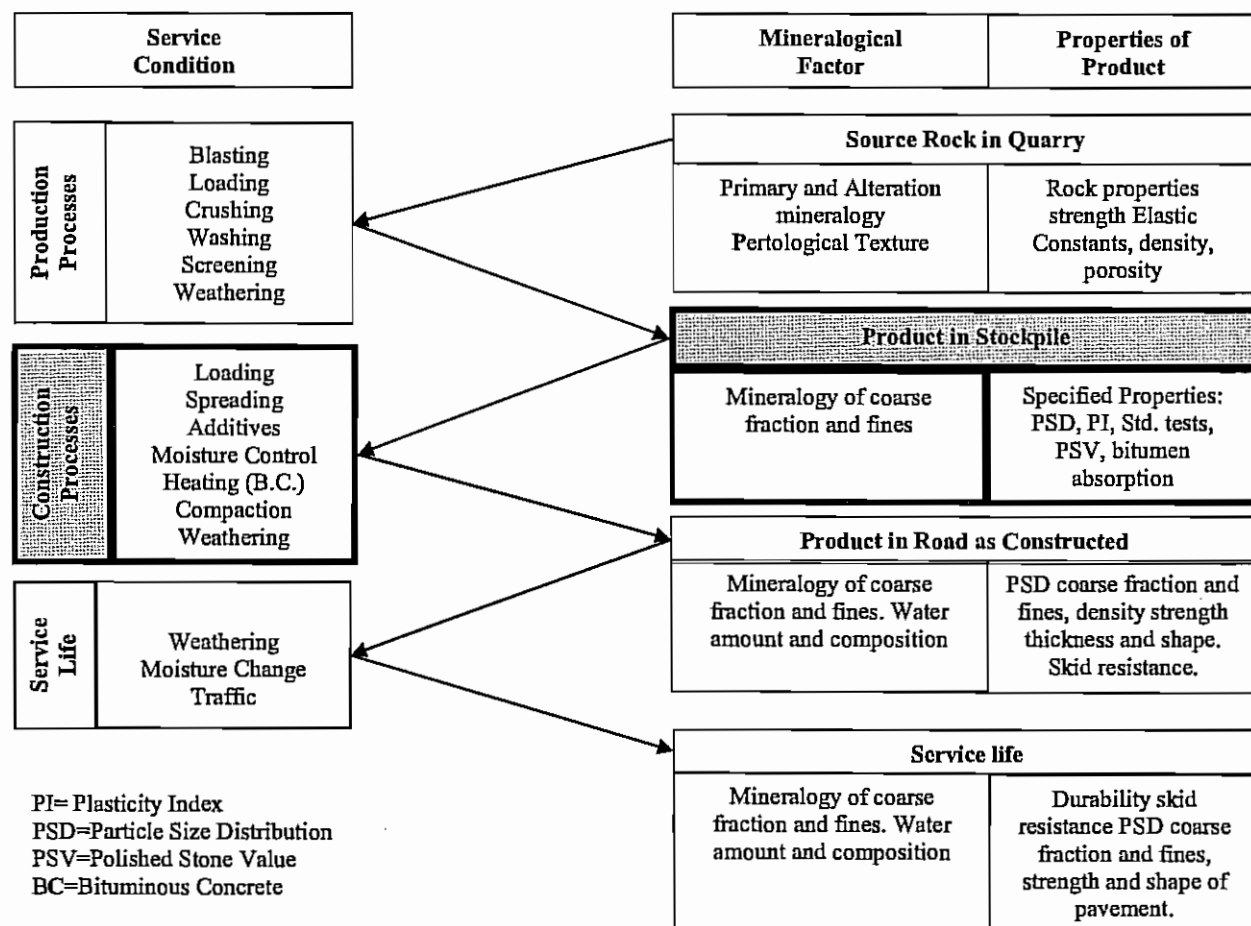 Service
Condition
Mineralogical
Factor
Properties of
Product
Production
Processes
Blasting
Loading
Crushing
Washing
Screening
Weathering
Source Rock in Quarry
Primary and Alteration
mineralogy
Pertological Texture
Rock properties
strength Elastic
Constants, density,
porosity
Product in Stockpile
Mineralogy of coarse
fraction and fines
Specified Properties:
PSD, PI, Std. tests,
PSV, bitumen
absorption
Construction
Processes
Loading
Spreading
Additives
Moisture Control
Heating (B.C.)
Compaction
Weathering
Product in Road as Constructed
Mineralogy of coarse
fraction and fines. Water
amount and composition
PSD coarse fraction and
fines, density strength
thickness and shape.
Skid resistance.
Service
Life
Weathering
Moisture Change
Traffic
Service life
Mineralogy of coarse
fraction and fines. Water
amount and composition
Durability skid
resistance PSD coarse
fraction and fines,
strength and shape of
pavement.
PI= Plasticity Index
PSD=Particle Size Distribution
PSV=Polished Stone Value
BC=Bituminous Concrete